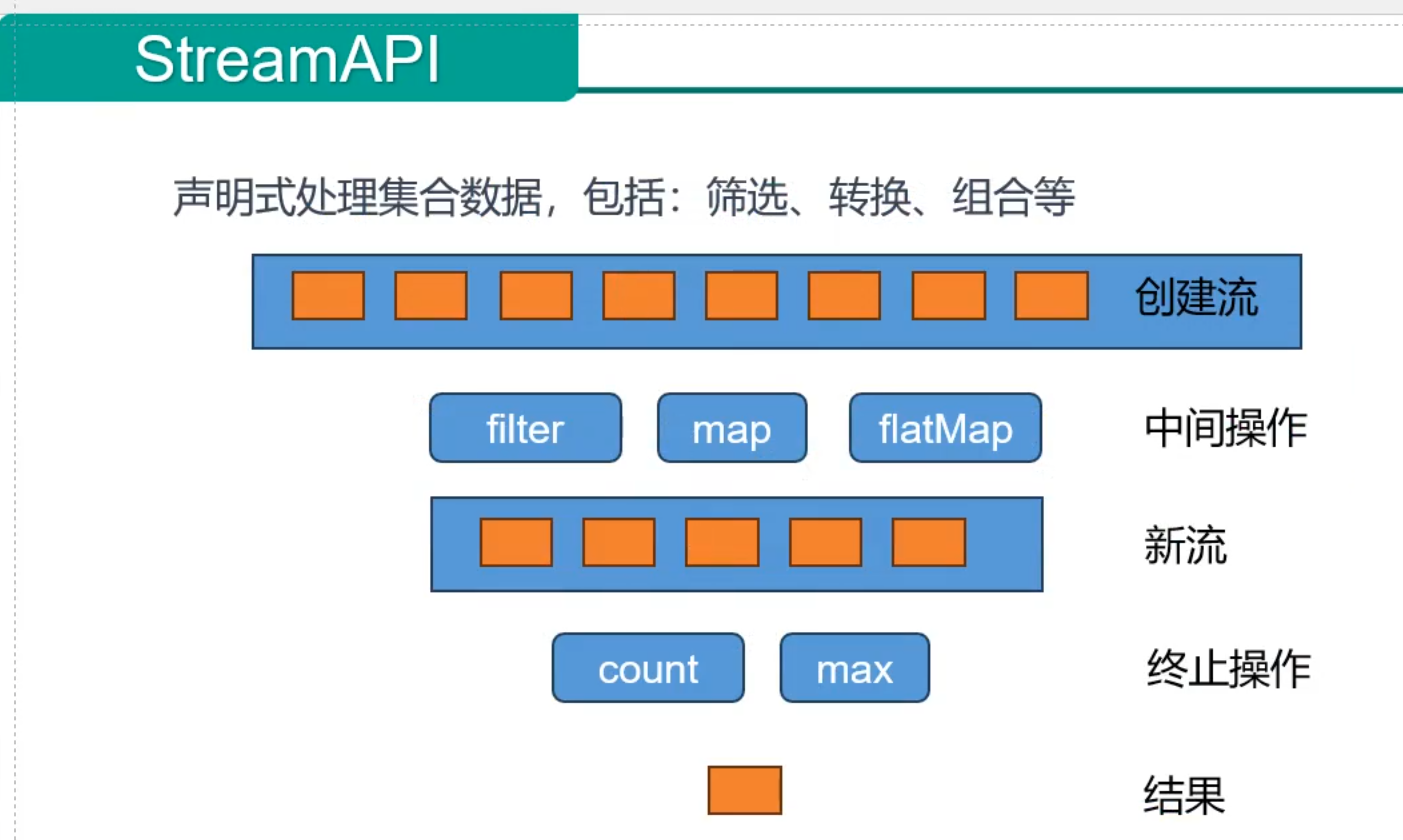 StreamAPI
声明式处理集合数据，包括：筛选、转换、组合等
创建流
filter map flatMap 中间操作
新流
count max 终止操作
结果